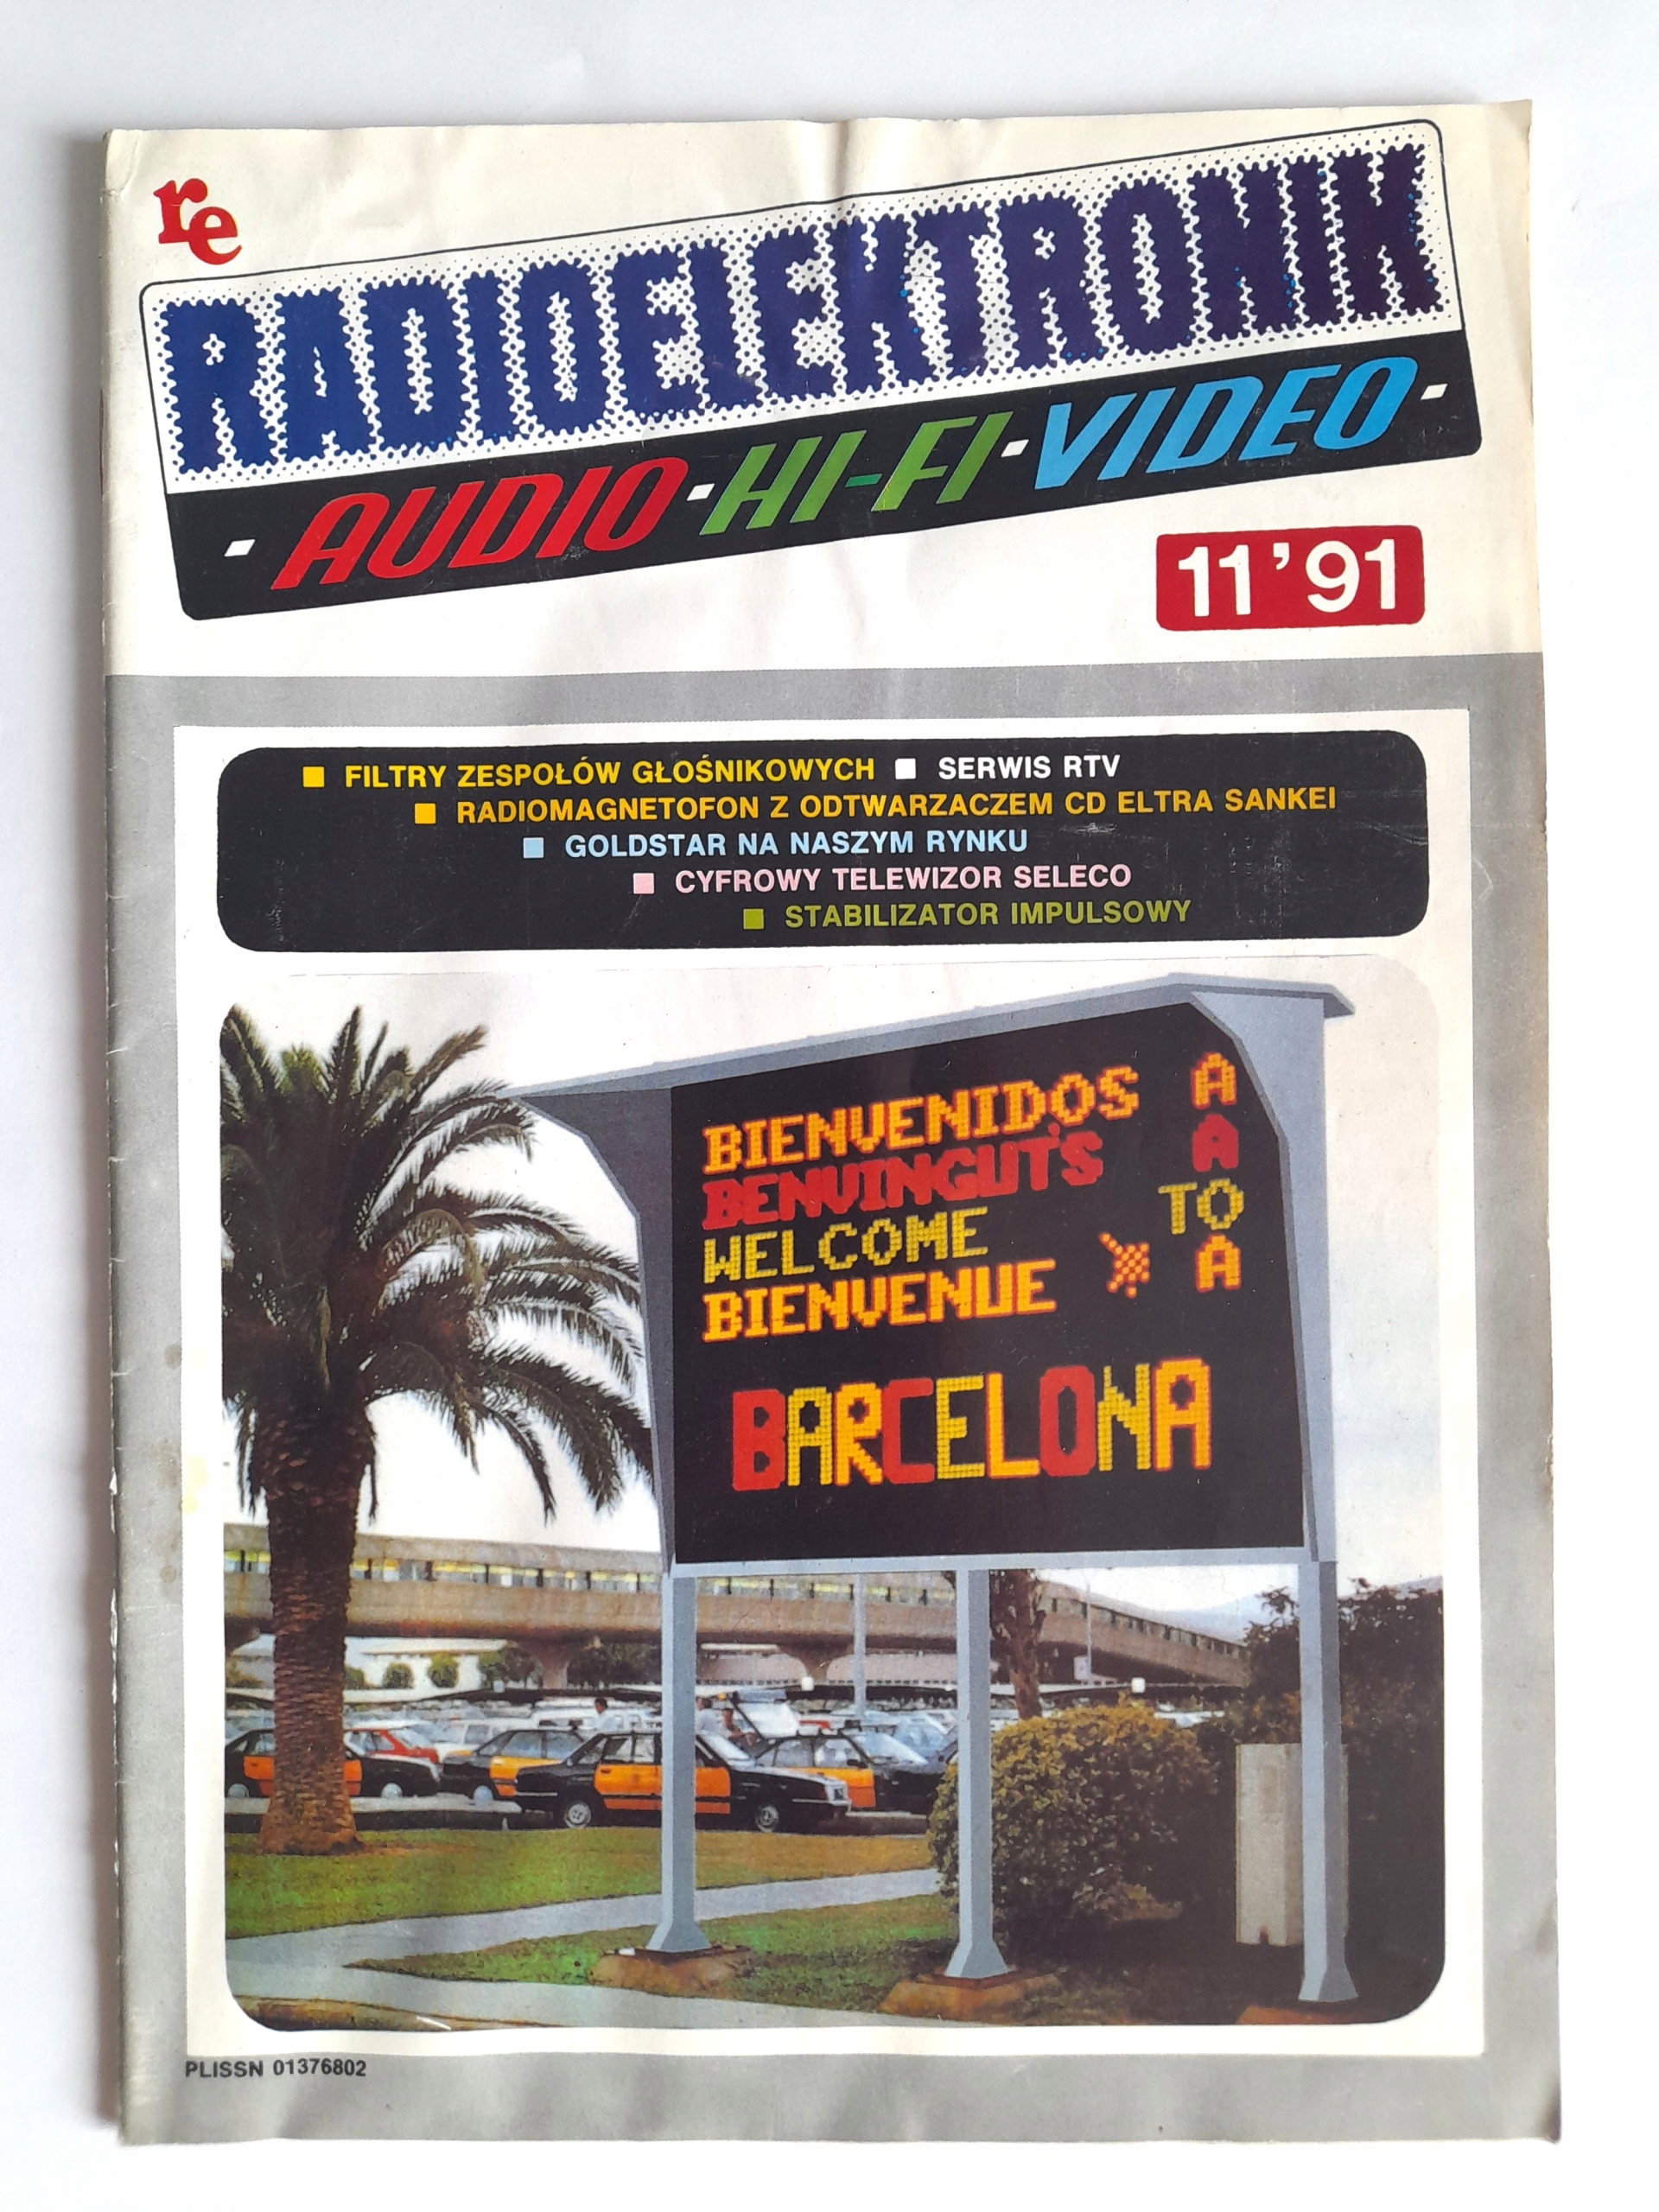 re
RADIOELEKTRONIK
- AUDIO - HI-FI - VIDEO -
11'91
■ FILTRY ZESPOŁÓW GŁOŚNIKOWYCH ■ SERWIS RTV
■ RADIOMAGNETOFON Z ODTWARZACZEM CD ELTRA SANKEI
■ GOLDSTAR NA NASZYM RYNKU
■ CYFROWY TELEWIZOR SELECO
■ STABILIZATOR IMPULSOWY
BIENVENIDOS A
BENVINGUTS A
WELCOME TO
BIENVENUE A
BARCELONA
PLISSN 01376802